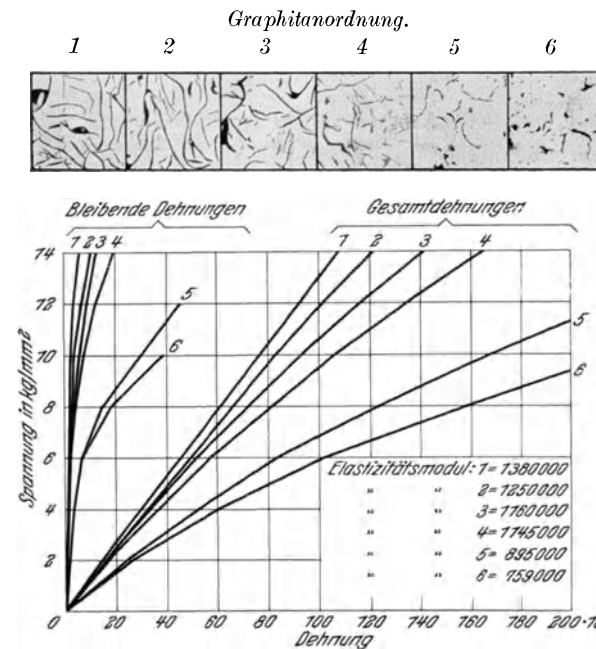 Graphitanordnung.
1 2 3 4 5 6
Bleibende Dehnungen Gesamtdehnungen
1 2 3 4 1 2 3 4
14
12
10
8
6
4
2
0
5
6
5
6
Spannung in kg/mm²
Elastizitätsmodul: 1= 1380000
" " 2= 1250000
" " 3= 1160000
" " 4= 1145000
" " 5= 895000
" " 6= 759000
20 40 60 80 100 120 140 160 180 200·10
Dehnung